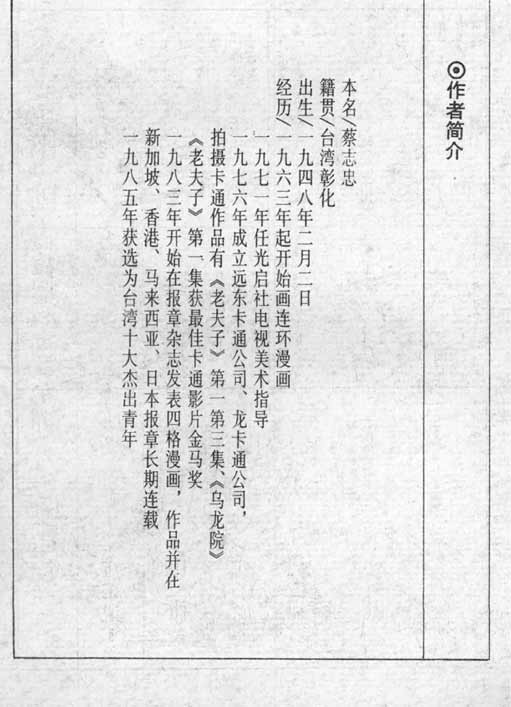 ⊙作者简介
本名/蔡志忠
籍贯/台湾彰化
出生/一九四八年二月二日
经历/一九六三年起开始画连环漫画
一九七一年任光启社电视美术指导
一九七六年成立远东卡通公司、龙卡通公司，
拍摄卡通作品有《老夫子》第一第三集、《乌龙院》
《老夫子》第一集获最佳卡通影片金马奖
一九八三年开始在报章杂志发表四格漫画，作品并在
新加坡、香港、马来西亚、日本报章长期连载
一九八五年获选为台湾十大杰出青年